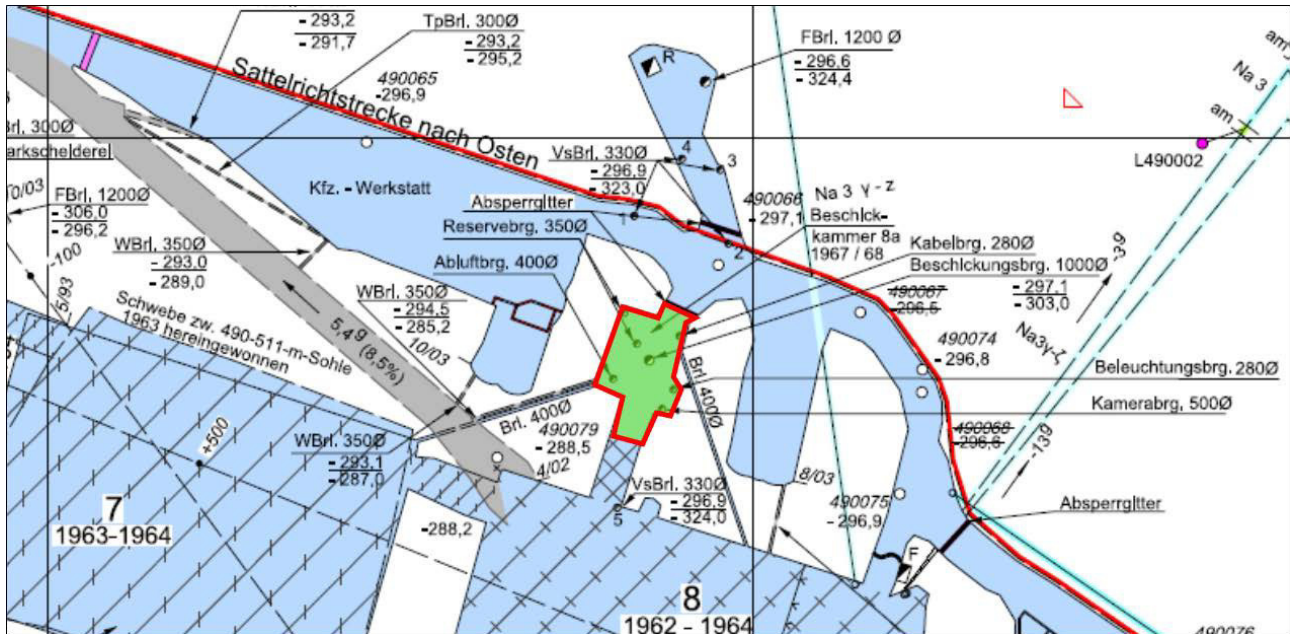 - 293,2
- 291,7
TpBrl. 300Ø
- 293,2
- 295,2
FBrl. 1200 Ø
- 296,6
- 324,4
R
Na 3
am
am
L490002
Sattelrichtstrecke nach Osten
490065
-296,9
VsBrl. 330Ø
- 296,9
- 323,0
4
3
1
2
Brl. 300Ø
arkscheiderei
Kfz. - Werkstatt
Absperrgitter
Reservebrg. 350Ø
Abluftbrg. 400Ø
490066
- 297,1
Na 3 γ - z
Beschick-
kammer 8a
1967 / 68
Kabelbrg. 280Ø
Beschickungsbrg. 1000Ø
- 297,1
- 303,0
0/03
FBrl. 1200Ø
- 306,0
- 296,2
-100
5/93
WBrl. 350Ø
- 293,0
- 289,0
WBrl. 350Ø
- 294,5
- 285,2
10/03
Schwebe zw. 490-511-m-Sohle
1963 hereingewonnen
5,4 g (8,5%)
490067
- 296,5
490074
- 296,8
-39
Na3γ-z
Beleuchtungsbrg. 280Ø
Kamerabrg. 500Ø
Brl. 400Ø
Brl. 400Ø
490079
- 288,5
4/02
490068
- 296,6
-139
+500
WBrl. 350Ø
- 293,1
- 287,0
VsBrl. 330Ø
- 296,9
- 324,0
5
8/03
490075
- 296,9
Absperrgitter
F
7
1963-1964
-288,2
8
1962 - 1964
490076